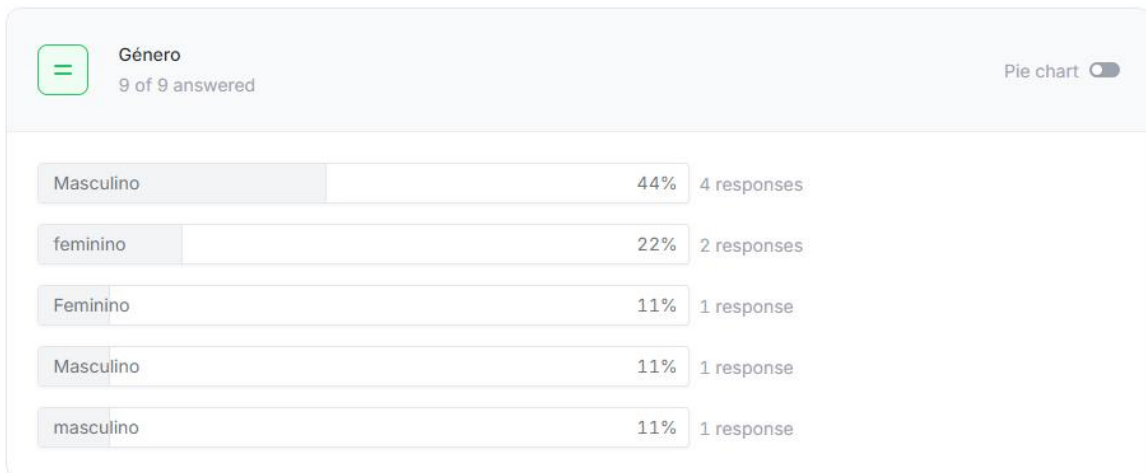 Género
9 of 9 answered
Pie chart
Masculino 44% 4 responses
feminino 22% 2 responses
Feminino 11% 1 response
Masculino 11% 1 response
masculino 11% 1 response